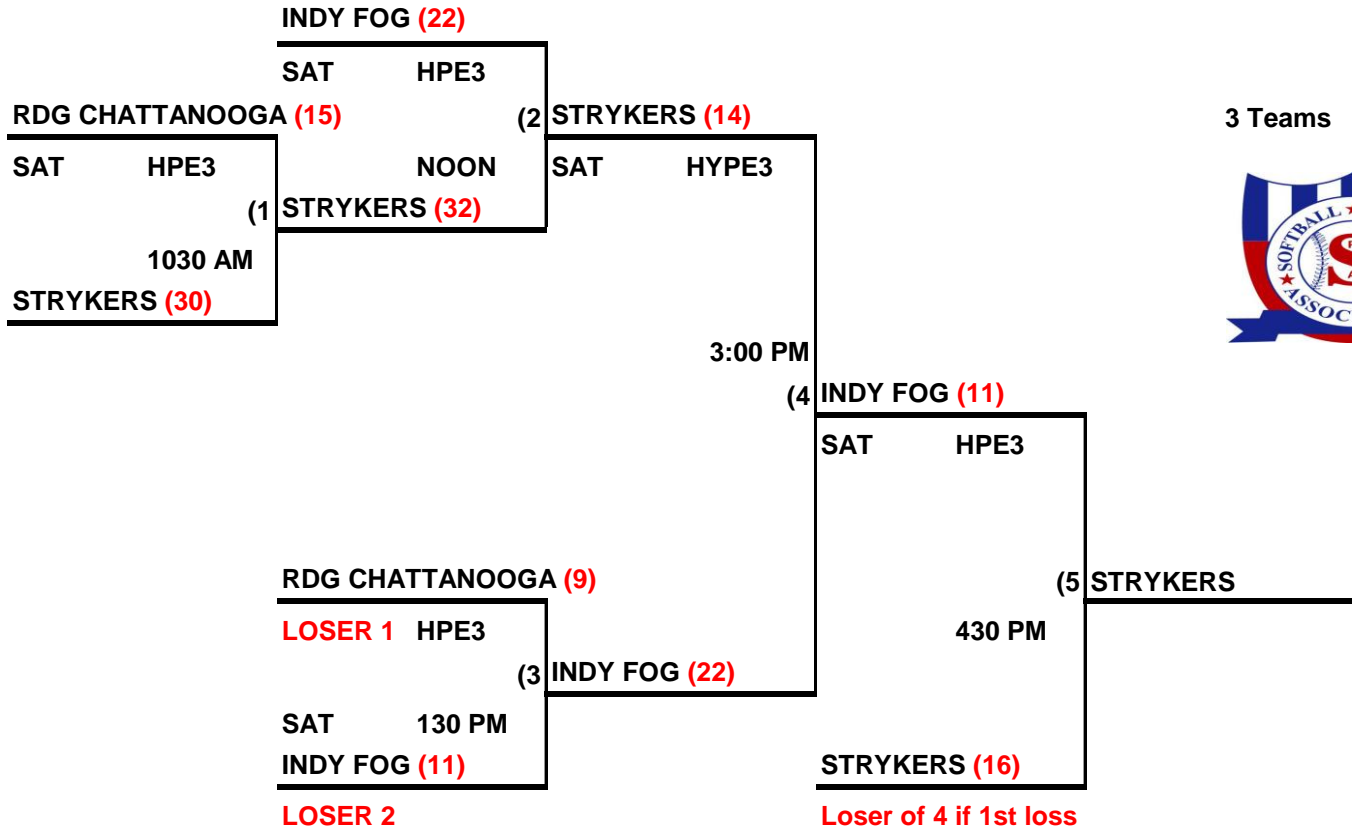 INDY FOG (22)
SAT HPE3
RDG CHATTANOOGA (15)
(2 STRYKERS (14)
3 Teams
SAT HPE3
NOON
SAT HYPE3
(1 STRYKERS (32)
1030 AM
STRYKERS (30)
SOFTBALL
3:00 PM
(4 INDY FOG (11)
SAT HPE3
RDG CHATTANOOGA (9)
(5 STRYKERS
LOSER 1 HPE3
430 PM
(3 INDY FOG (22)
SAT 130 PM
INDY FOG (11)
STRYKERS (16)
LOSER 2
Loser of 4 if 1st loss